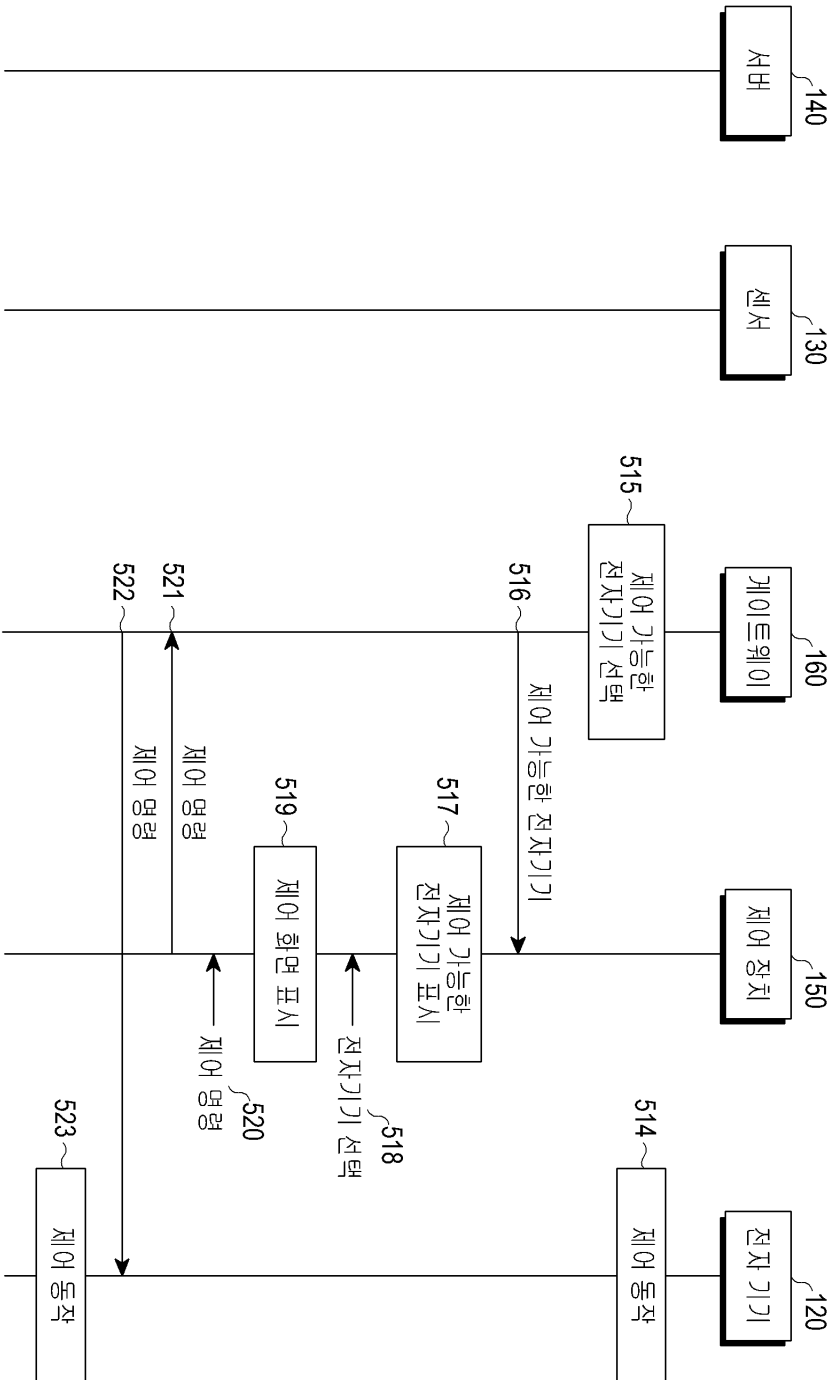 140
서버
130
센서
160
게이트웨이
150
제어 장치
120
전자 기기
515
제어 가능한
전자기기 선택
514
제어 동작
516
제어 가능한 전자기기
517
제어 가능한
전자기기 표시
518
전자기기 선택
519
제어 화면 표시
520
제어 명령
521
제어 명령
522
제어 명령
523
제어 동작